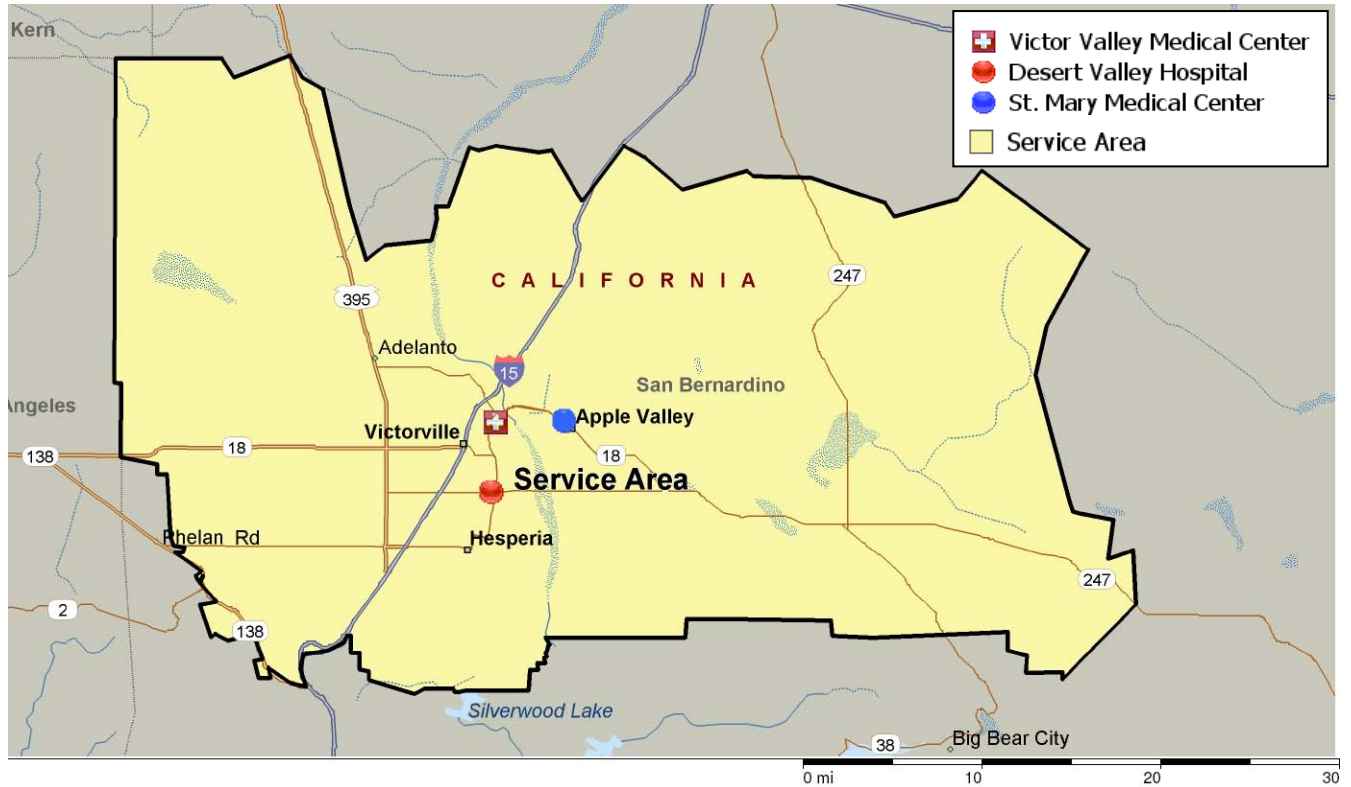 Kern
Victor Valley Medical Center
Desert Valley Hospital
St. Mary Medical Center
Service Area
CALIFORNIA
247
395
Adelanto
15
San Bernardino
Angeles
Apple Valley
Victorville
18
138
18
Service Area
Phelan Rd
Hesperia
247
2
138
Silverwood Lake
38
Big Bear City
0 mi 10 20 30